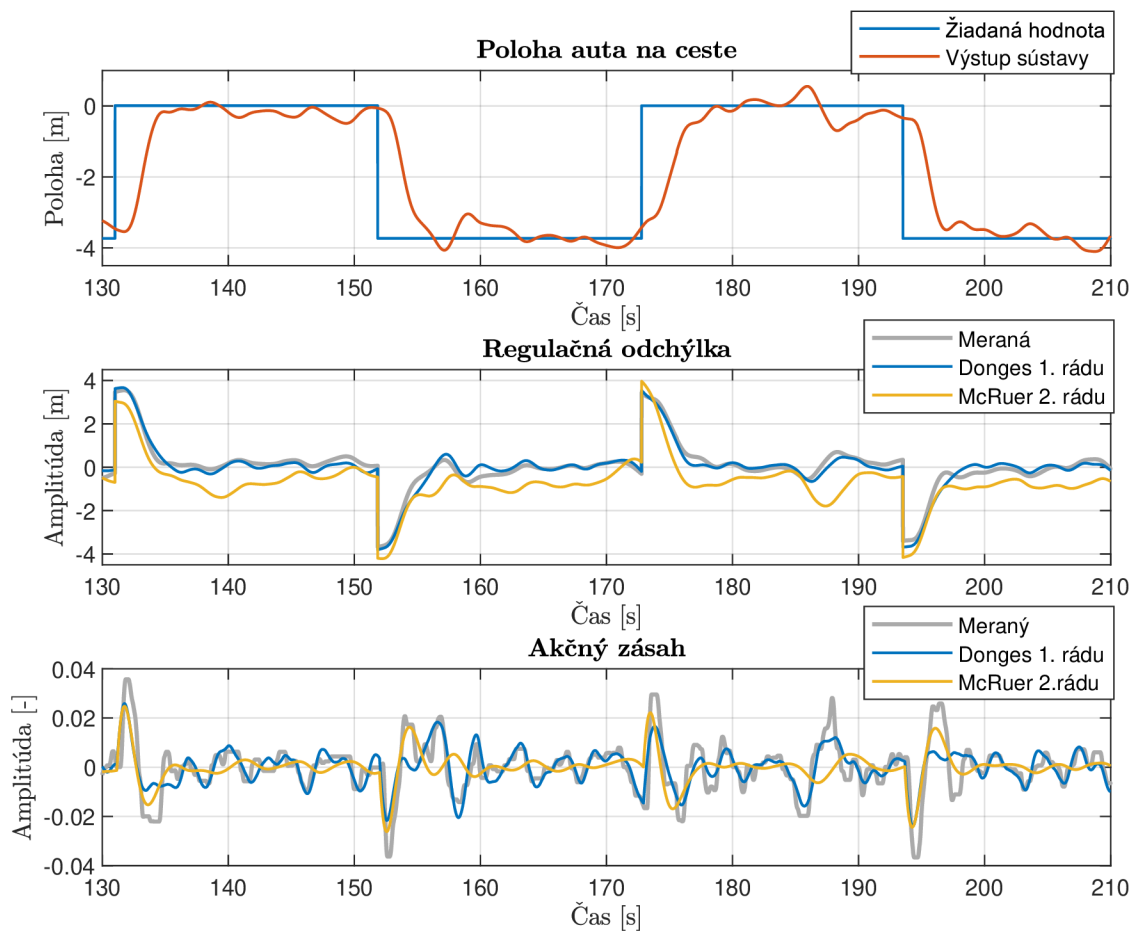 Žiadaná hodnota
Výstup sústavy
Poloha auta na ceste
Poloha [m]
0
-2
-4
130 140 150 160 170 180 190 200 210
Čas [s]
Meraná
Donges 1. rádu
McRuer 2. rádu
Regulačná odchýlka
Amplitúda [m]
4
2
0
-2
-4
130 140 150 160 170 180 190 200 210
Čas [s]
Meraný
Donges 1. rádu
McRuer 2.rádu
Akčný zásah
Amplitúda [-]
0.04
0.02
0
-0.02
-0.04
130 140 150 160 170 180 190 200 210
Čas [s]